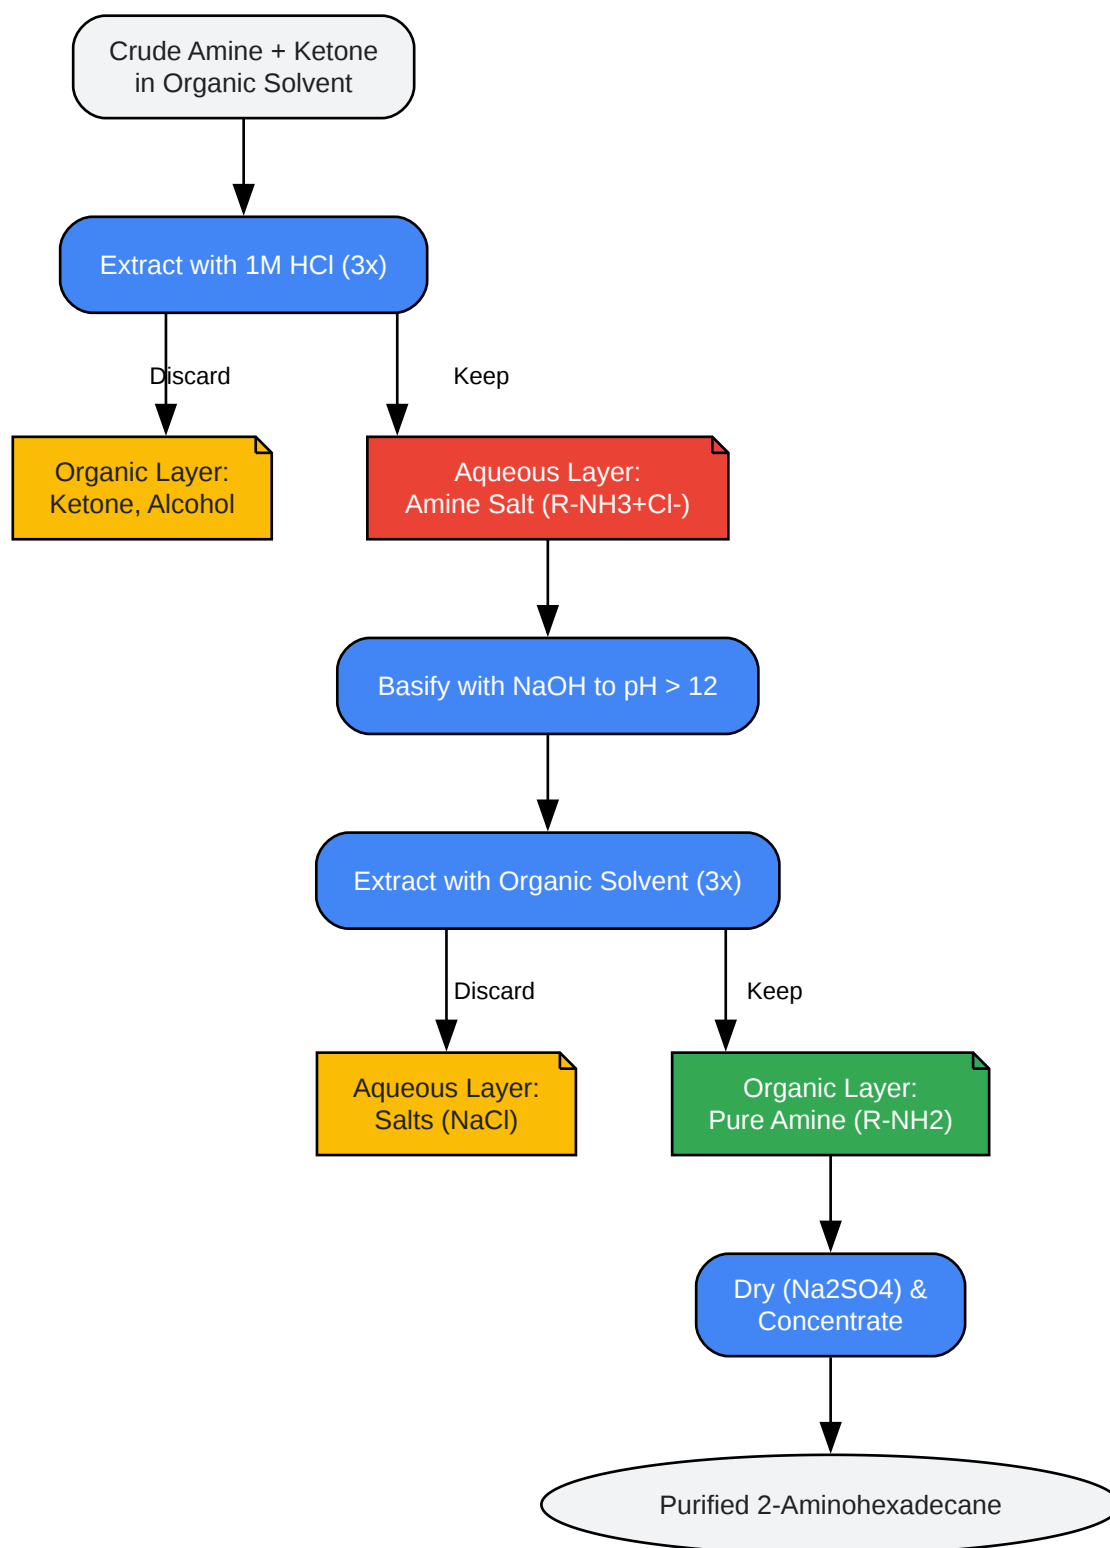 Crude Amine + Ketone
in Organic Solvent
Extract with 1M HCl (3x)
Discard
Keep
Organic Layer:
Ketone, Alcohol
Aqueous Layer:
Amine Salt (R-NH3+Cl-)
Basify with NaOH to pH > 12
Extract with Organic Solvent (3x)
Discard
Keep
Aqueous Layer:
Salts (NaCl)
Organic Layer:
Pure Amine (R-NH2)
Dry (Na2SO4) &
Concentrate
Purified 2-Aminohexadecane